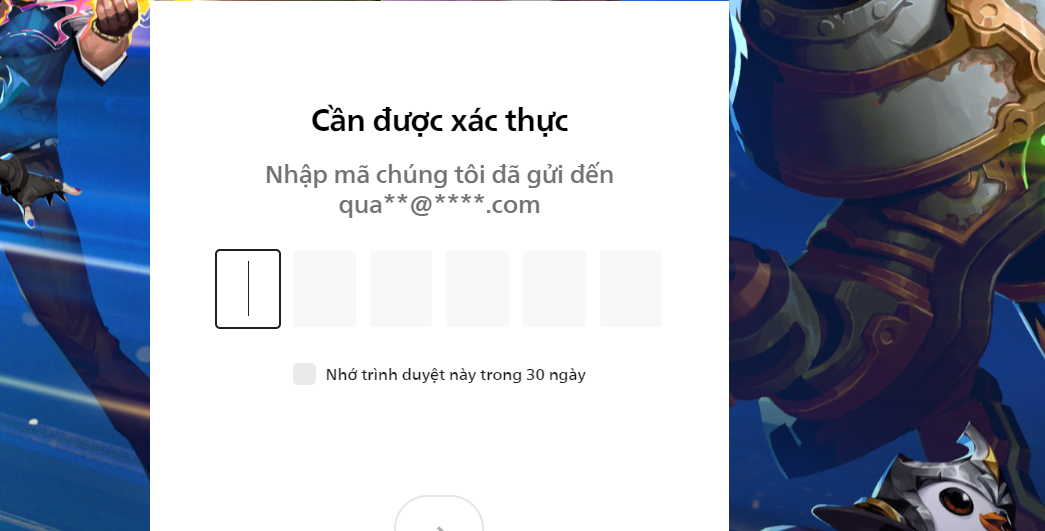 Cần được xác thực
Nhập mã chúng tôi đã gửi đến
qua**@****.com
Nhớ trình duyệt này trong 30 ngày